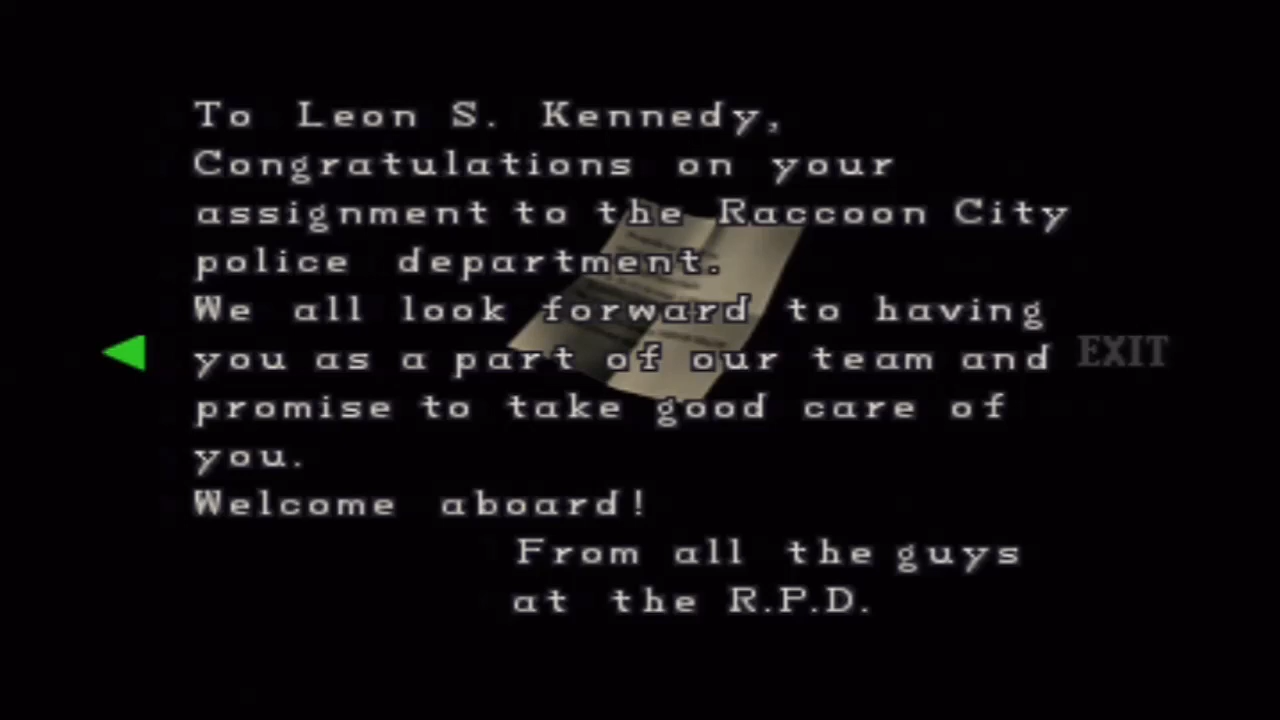 To Leon S. Kennedy,
Congratulations on your
assignment to the Raccoon City
police department.
We all look forward to having
you as a part of our team and
promise to take good care of
you.
Welcome aboard!
From all the guys
at the R.P.D.
EXIT